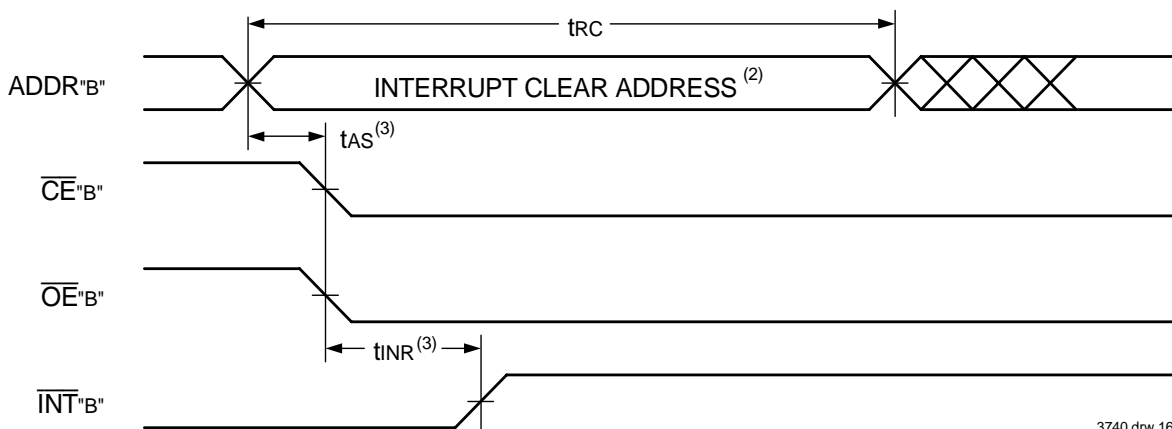 tRC
ADDR"B"
INTERRUPT CLEAR ADDRESS (2)
tAS(3)
CE"B"
OE"B"
tINR(3)
INT"B"
3740 drw 16